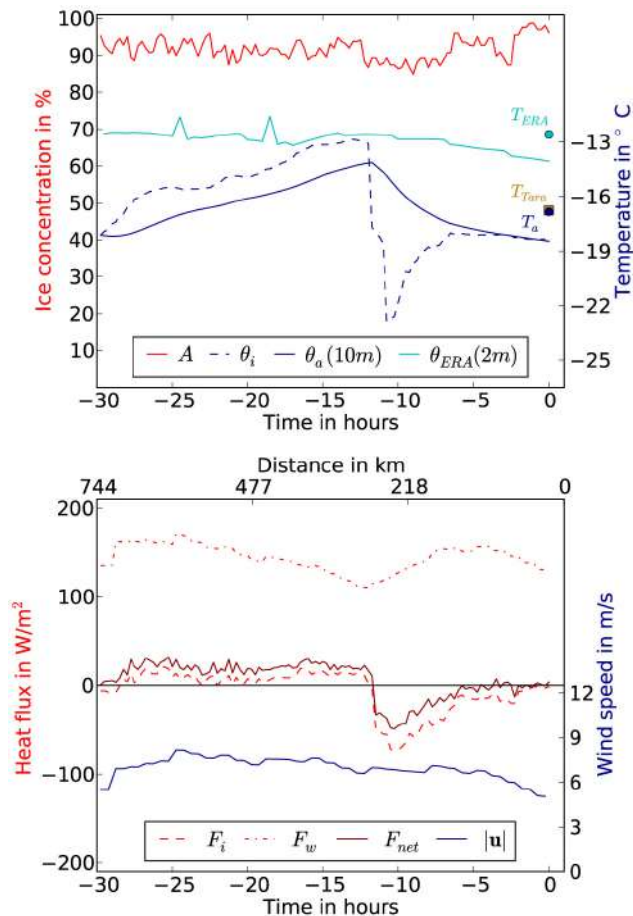 100
90
80
70
60
50
40
30
20
10
Ice concentration in %
−13
−16
−19
−22
−25
Temperature in ° C
T_ERA
T_Tara
T_a
A θ_i θ_a(10m) θ_ERA(2m)
−30 −25 −20 −15 −10 −5 0
Time in hours
Distance in km
744 477 218 0
200
100
0
−100
−200
Heat flux in W/m²
12
9
6
3
0
Wind speed in m/s
F_i F_w F_net |u|
−30 −25 −20 −15 −10 −5 0
Time in hours